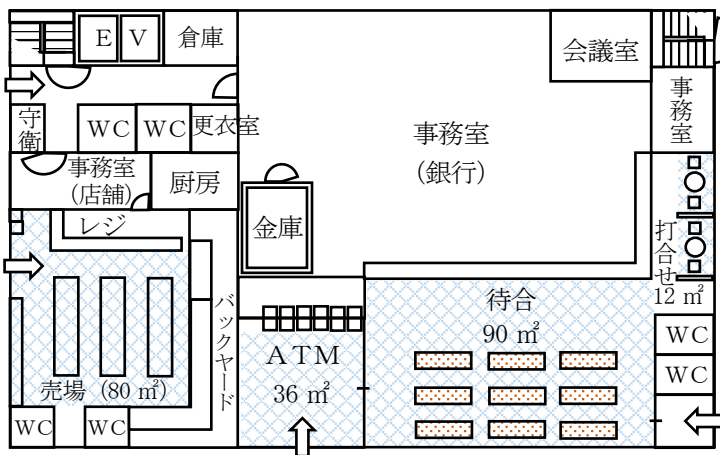 ＥＶ
倉庫
会議室
事務室
守衛
WC
WC
更衣室
事務室
(銀行)
事務室
(店舗)
厨房
金庫
レジ
打合せ
12 ㎡
待合
90 ㎡
バックヤード
ＡＴＭ
36 ㎡
WC
WC
売場 (80 ㎡)
WC
WC